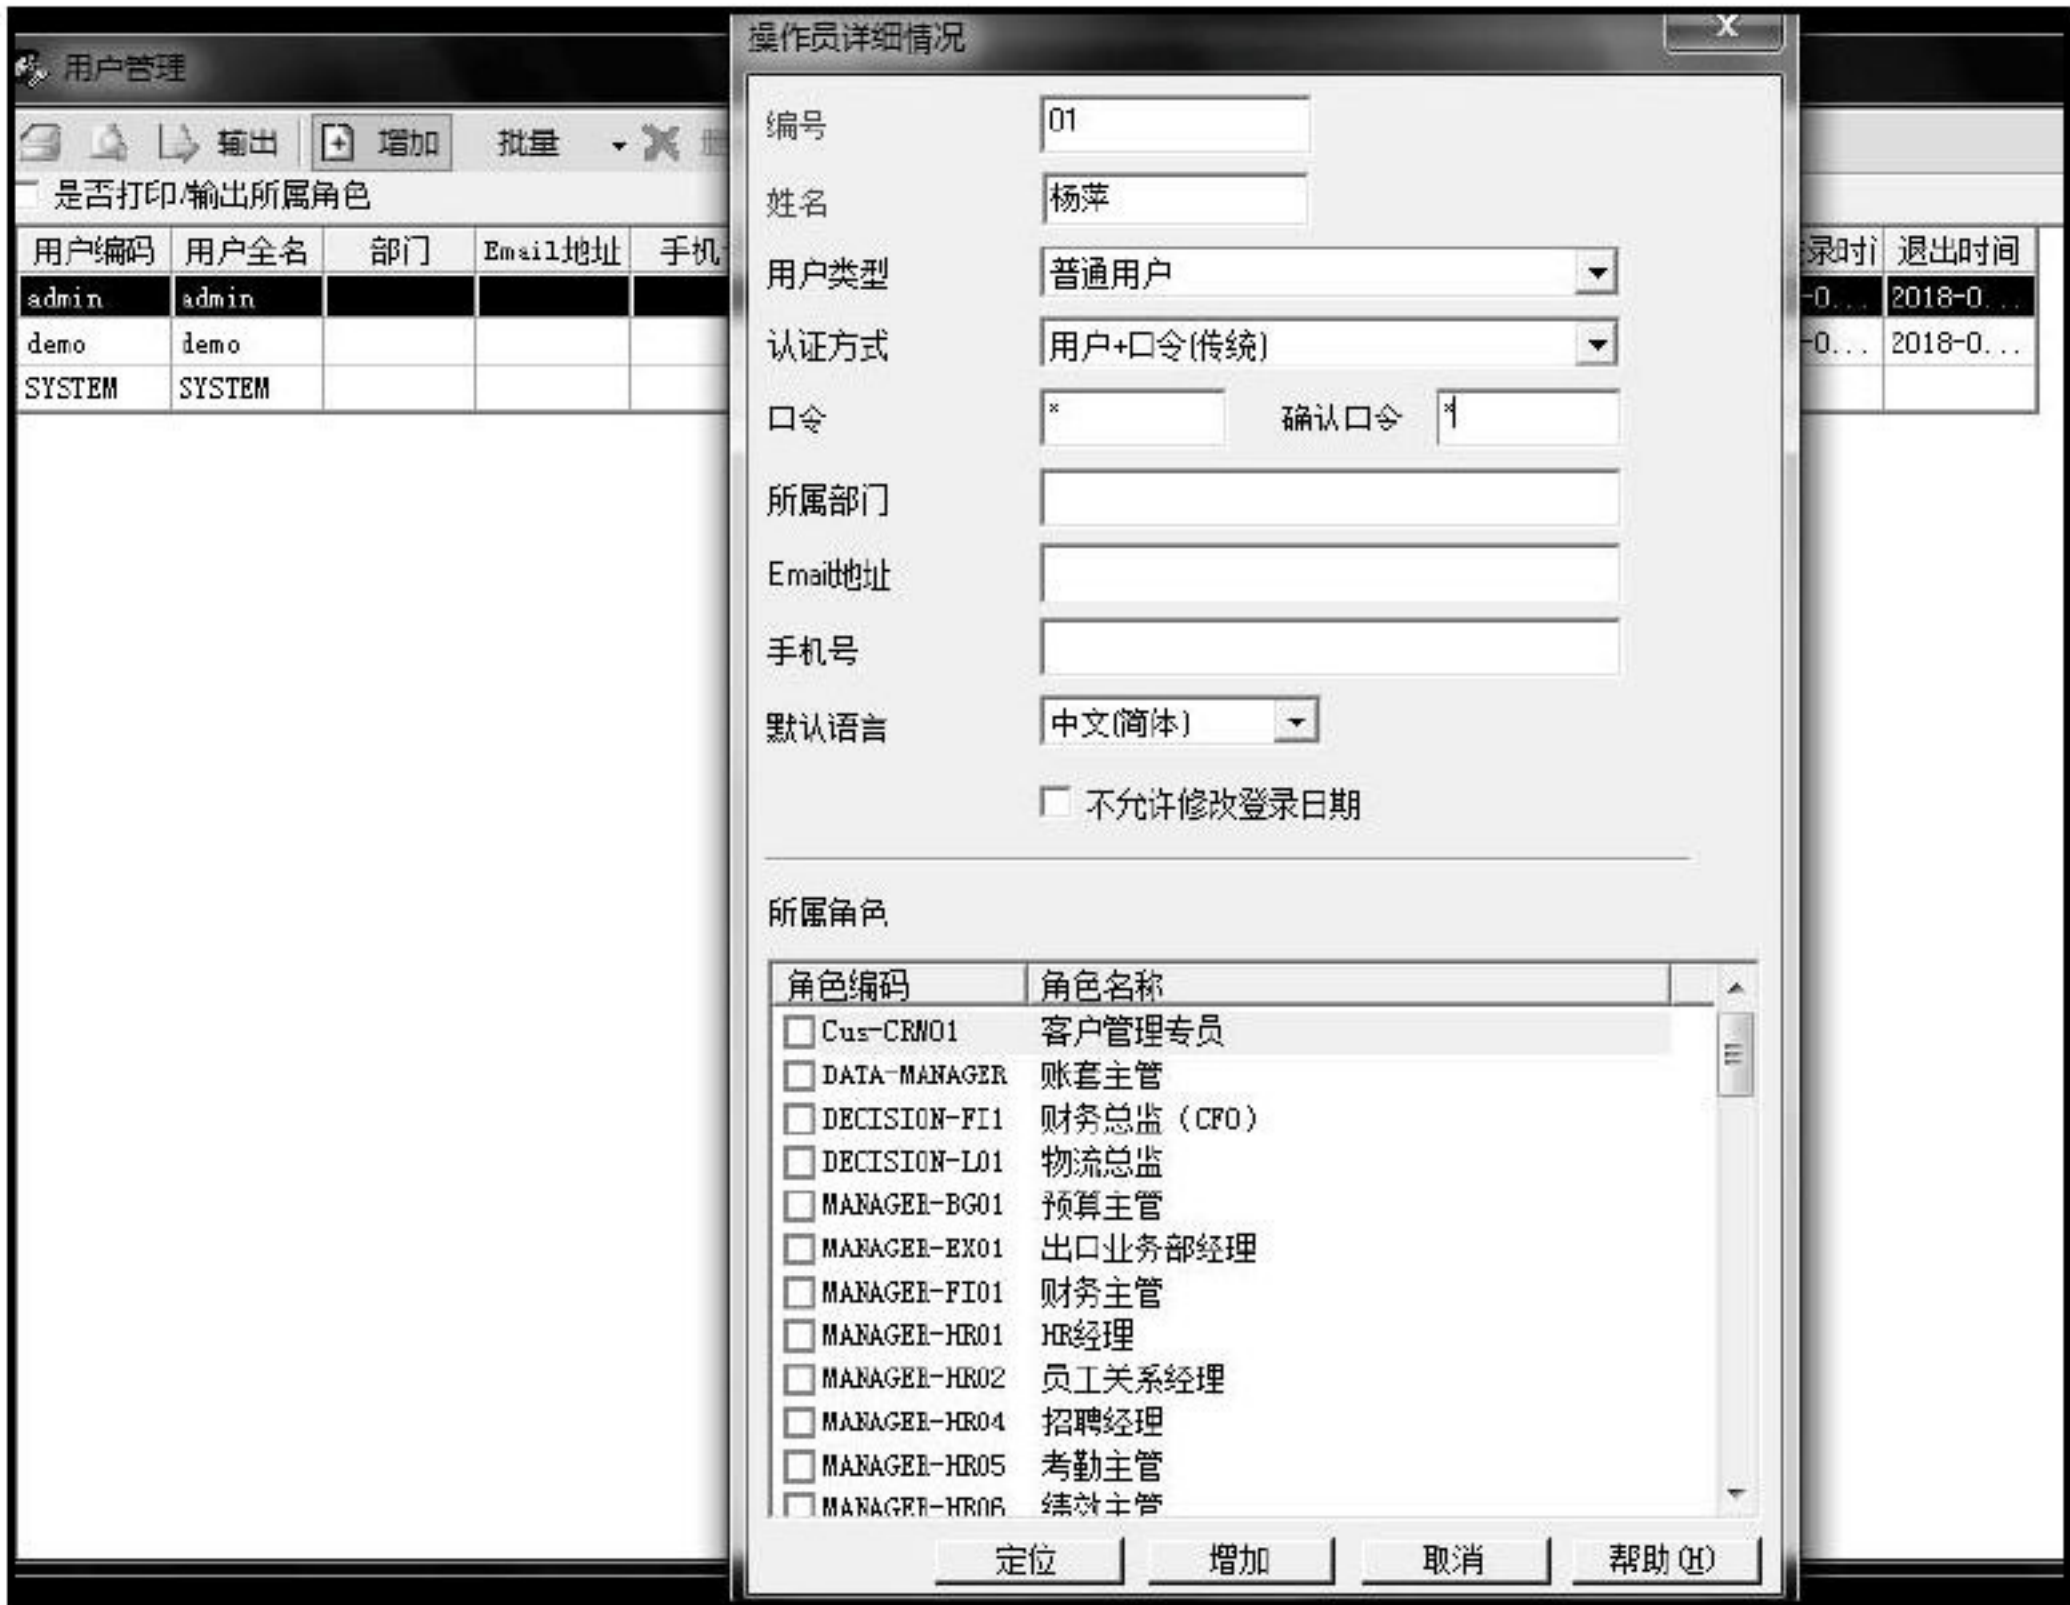 用户管理
输出 增加 批量
是否打印/输出所属角色
用户编码 用户全名 部门 Email地址 手机
admin admin
demo demo
SYSTEM SYSTEM
录时 退出时间
-0... 2018-0...
-0... 2018-0...
操作员详细情况
编号 01
姓名 杨萍
用户类型 普通用户
认证方式 用户+口令(传统)
口令 * 确认口令 *
所属部门
Email地址
手机号
默认语言 中文(简体)
不允许修改登录日期
所属角色
角色编码 角色名称
Cus-CRM01 客户管理专员
DATA-MANAGER 账套主管
DECISION-FI1 财务总监（CFO）
DECISION-LO1 物流总监
MANAGER-BG01 预算主管
MANAGER-EX01 出口业务部经理
MANAGER-FI01 财务主管
MANAGER-HR01 HR经理
MANAGER-HR02 员工关系经理
MANAGER-HR04 招聘经理
MANAGER-HR05 考勤主管
MANAGER-HR06 绩效主管
定位 增加 取消 帮助(H)